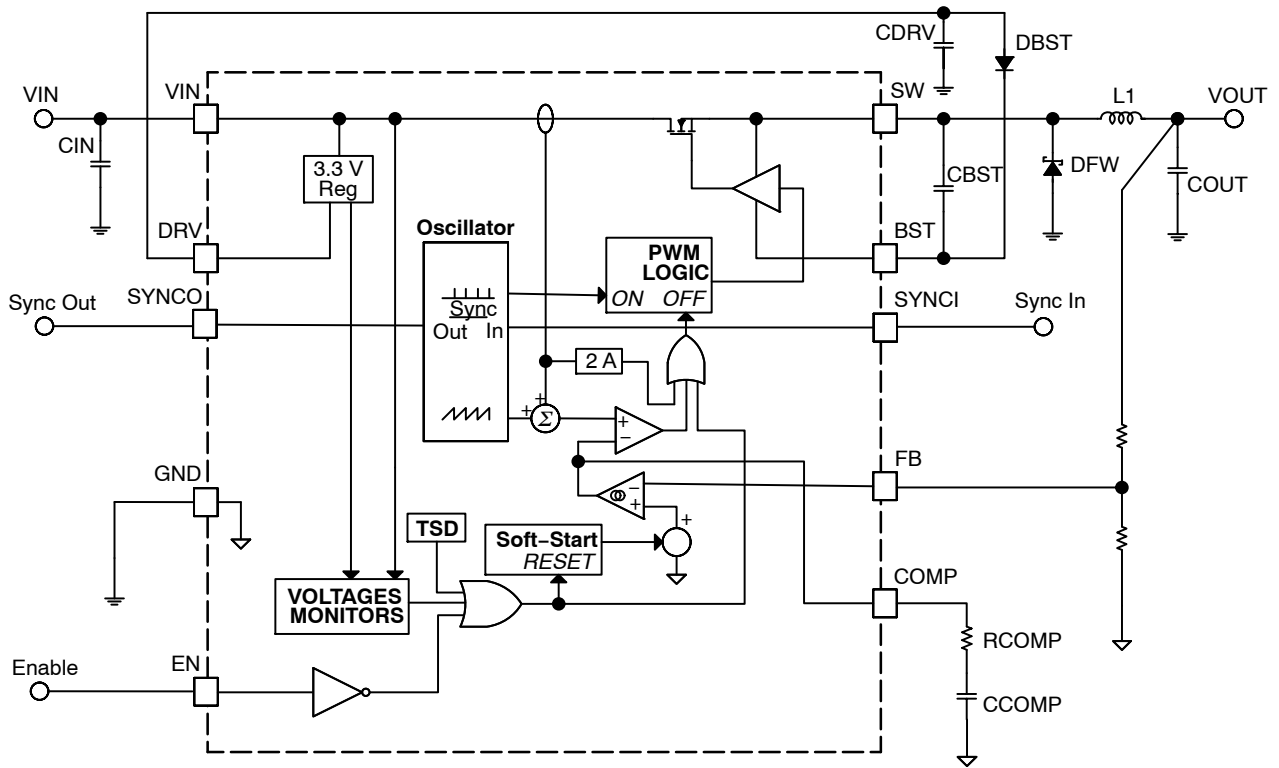 CDRV
DBST
VIN
VIN
SW
L1
VOUT
CIN
3.3 V
Reg
CBST
DFW
COUT
DRV
Oscillator
BST
PWM
LOGIC
ON OFF
Sync Out
SYNCO
SYNCI
Sync In
Sync
Out In
2 A
+
+
Σ
+
−
GND
FB
−
+
+
TSD
Soft−Start
RESET
VOLTAGES
MONITORS
COMP
RCOMP
Enable
EN
CCOMP